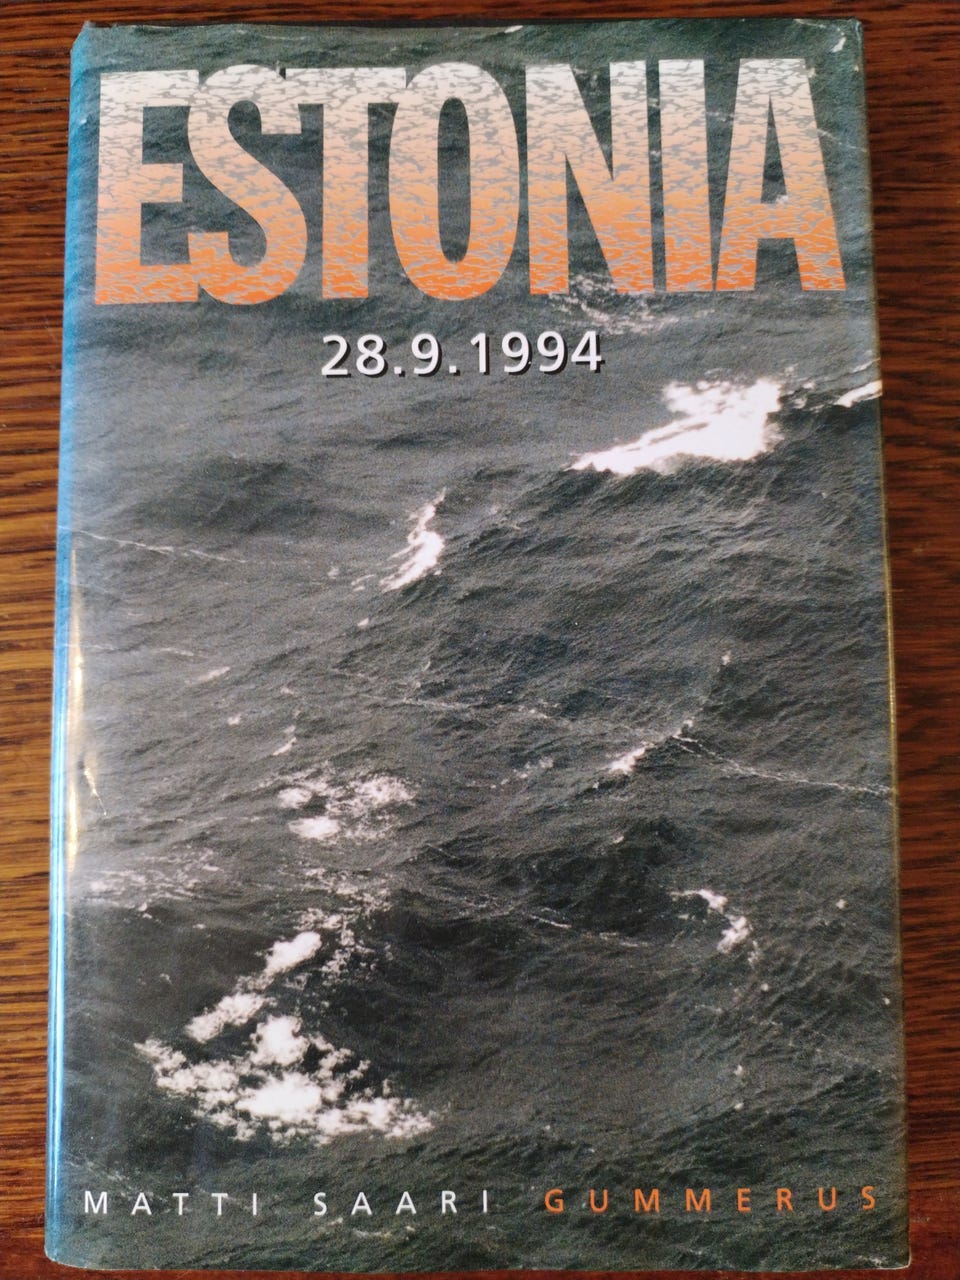 ESTONIA
28.9.1994
MATTI SAARI GUMMERUS